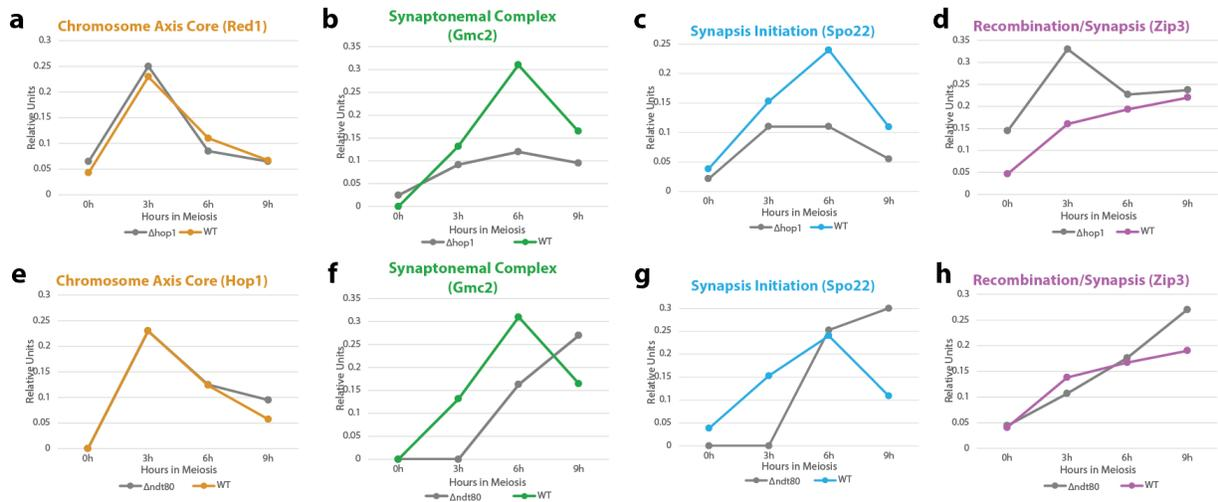 a
Chromosome Axis Core (Red1)
0.3
0.25
0.2
0.15
0.1
0.05
0
Relative Units
0h 3h 6h 9h
Hours in Meiosis
Δhop1 WT
b
Synaptonemal Complex
(Gmc2)
0.35
0.3
0.25
0.2
0.15
0.1
0.05
0
Relative Units
0h 3h 6h 9h
Hours in Meiosis
Δhop1 WT
c
Synapsis Initiation (Spo22)
0.25
0.2
0.15
0.1
0.05
0
Relative Units
0h 3h 6h 9h
Hours in Meiosis
Δhop1 WT
d
Recombination/Synapsis (Zip3)
0.35
0.3
0.25
0.2
0.15
0.1
0.05
0
Relative Units
0h 3h 6h 9h
Hours in Meiosis
Δhop1 WT
e
Chromosome Axis Core (Hop1)
0.3
0.25
0.2
0.15
0.1
0.05
0
Relative Units
0h 3h 6h 9h
Hours in Meiosis
Δndt80 WT
f
Synaptonemal Complex
(Gmc2)
0.35
0.3
0.25
0.2
0.15
0.1
0.05
0
Relative Units
0h 3h 6h 9h
Hours in Meiosis
Δndt80 WT
g
Synapsis Initiation (Spo22)
0.3
0.25
0.2
0.15
0.1
0.05
0
Relative Units
0h 3h 6h 9h
Hours in Meiosis
Δndt80 WT
h
Recombination/Synapsis (Zip3)
0.3
0.25
0.2
0.15
0.1
0.05
0
Relative Units
0h 3h 6h 9h
Hours in Meiosis
Δndt80 WT